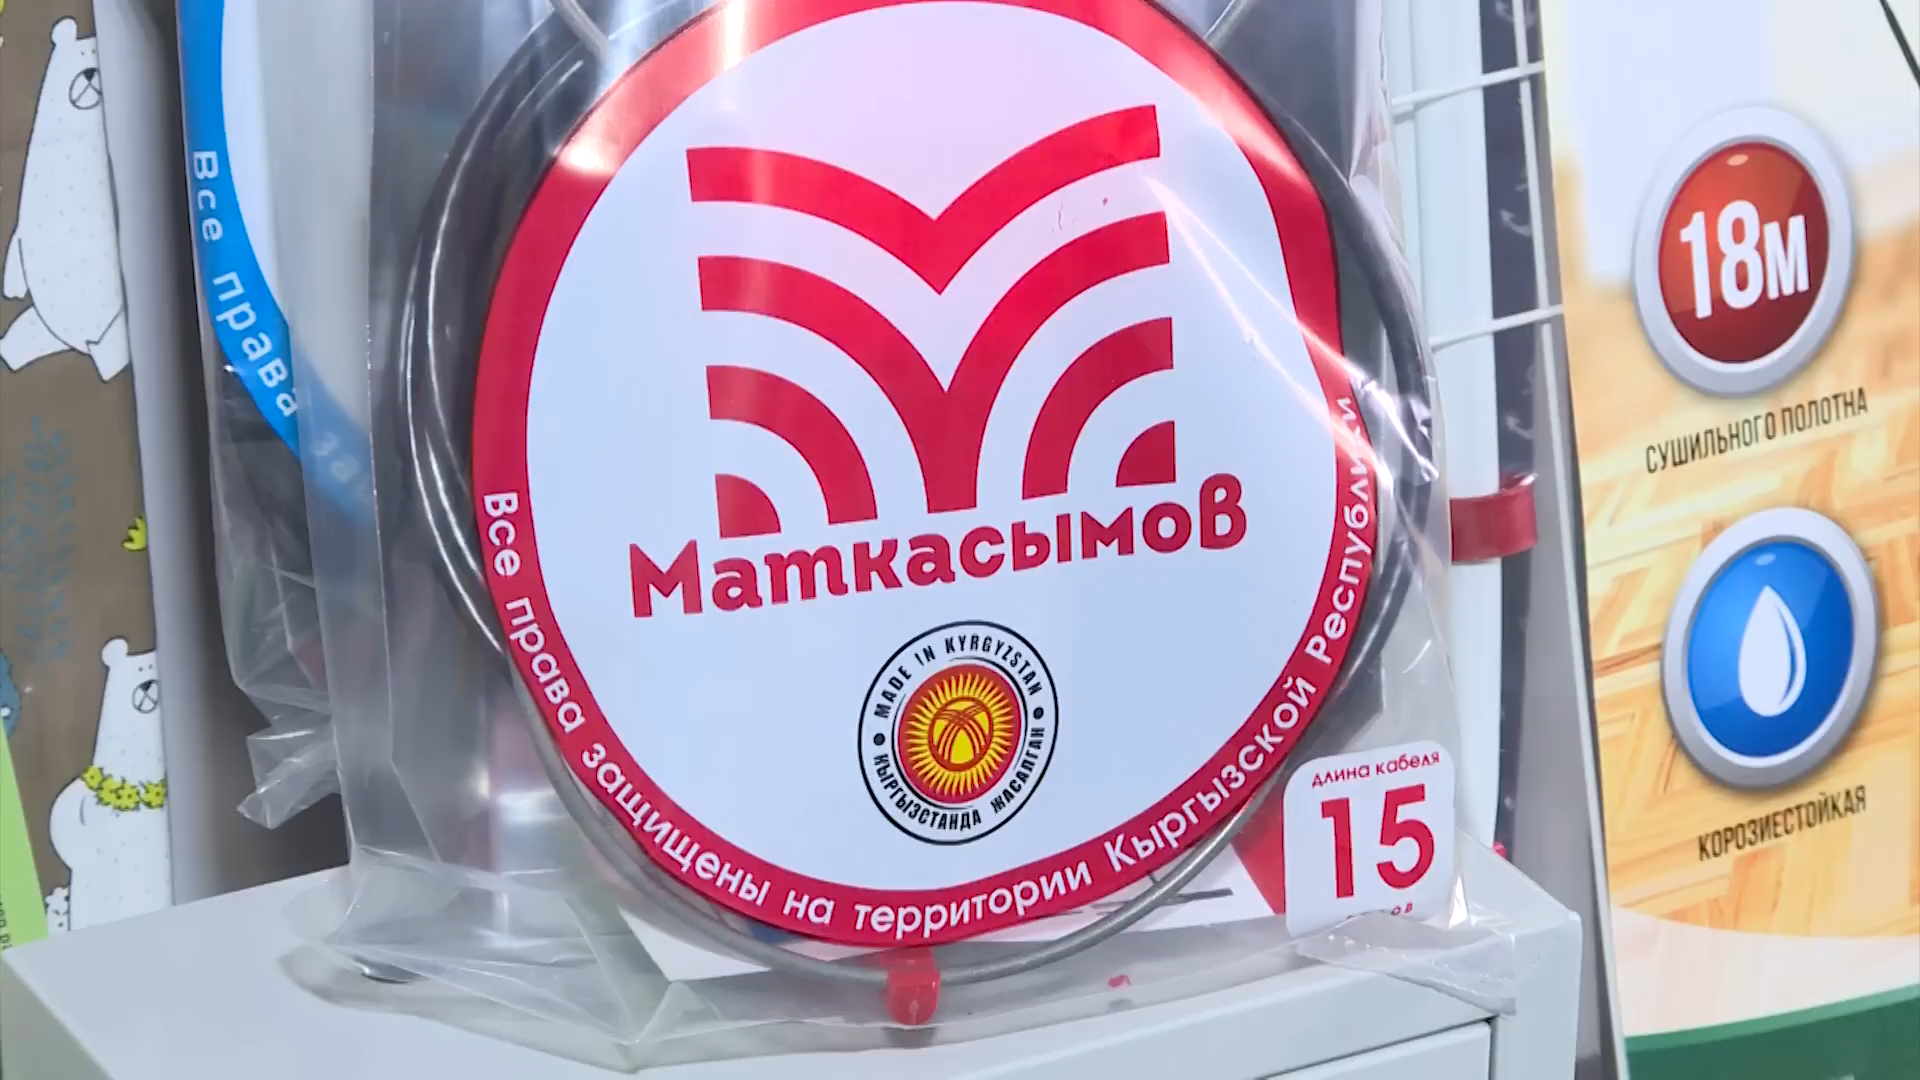 Все права
Маткасымов
MADE IN KYRGYZSTAN
КЫРГЫЗСТАНДА ЖАСАЛГАН
Все права защищены на территории Кыргызской Республики
длина кабеля
15
18М
СУШИЛЬНОГО ПОЛОТНА
КОРОЗИЕСТОЙКАЯ